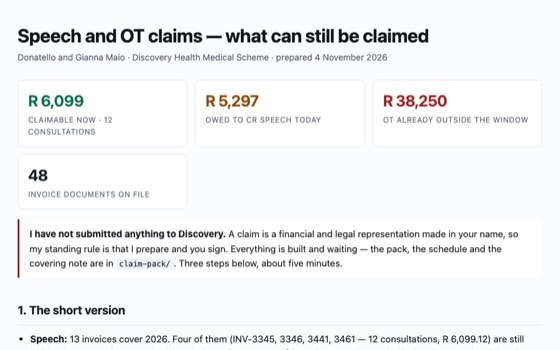 Speech and OT claims — what can still be claimed
Donatello and Gianna Maio · Discovery Health Medical Scheme · prepared 4 November 2026
R 6,099
CLAIMABLE NOW · 12
CONSULTATIONS
R 5,297
OWED TO CR SPEECH TODAY
R 38,250
OT ALREADY OUTSIDE THE WINDOW
48
INVOICE DOCUMENTS ON FILE
I have not submitted anything to Discovery. A claim is a financial and legal representation made in your name, so
my standing rule is that I prepare and you sign. Everything is built and waiting — the pack, the schedule and the
covering note are in claim-pack/ . Three steps below, about five minutes.
1. The short version
• Speech: 13 invoices cover 2026. Four of them (INV-3345, 3346, 3441, 3461 — 12 consultations, R 6,099.12) are still